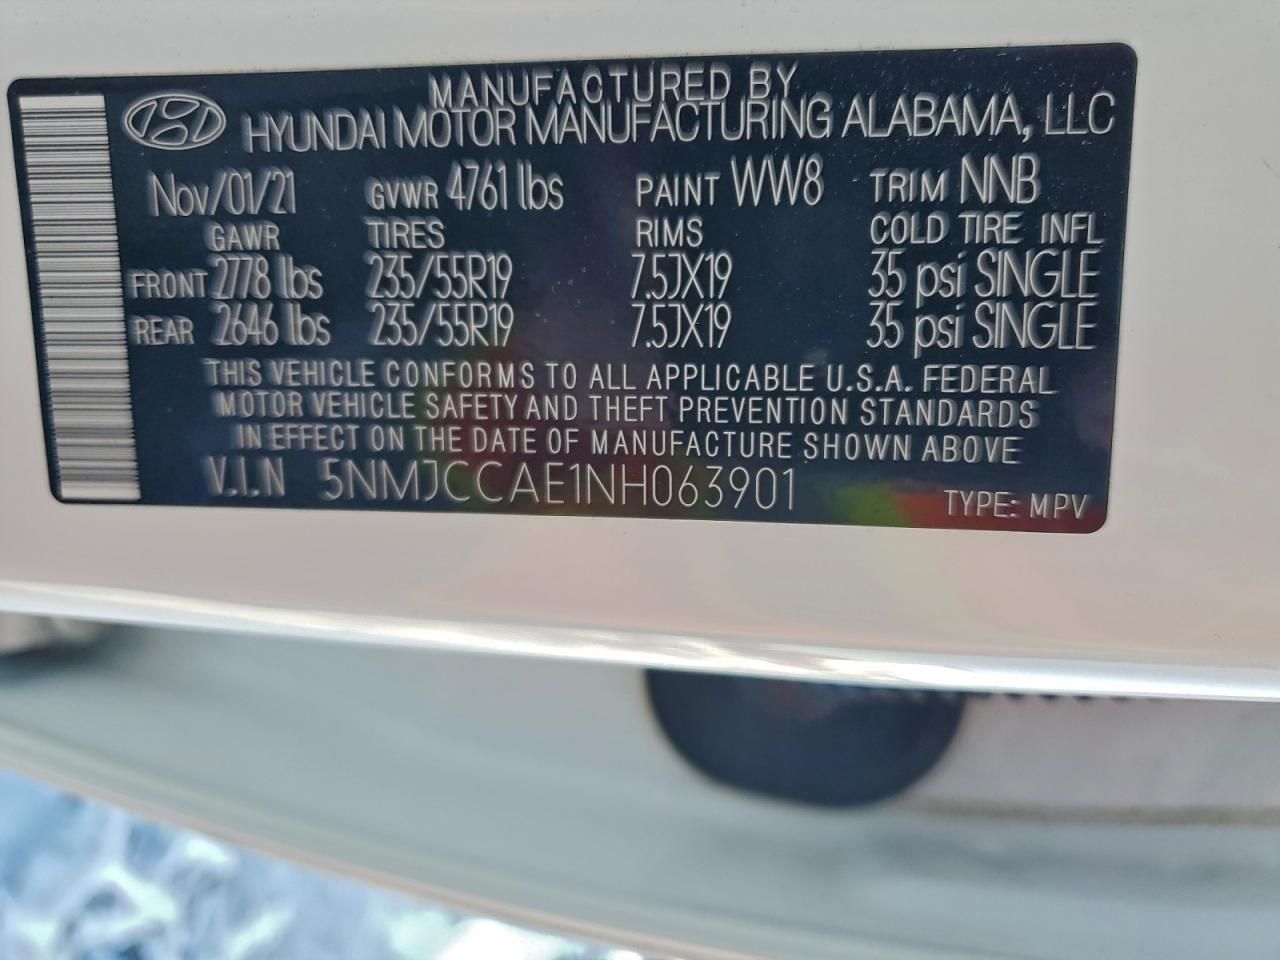 MANUFACTURED BY
HYUNDAI MOTOR MANUFACTURING ALABAMA, LLC
Nov/01/21 GVWR 4761 lbs PAINT WW8 TRIM NNB
GAWR TIRES RIMS COLD TIRE INFL
FRONT 2778 lbs 235/55R19 7.5JX19 35 psi SINGLE
REAR 2646 lbs 235/55R19 7.5JX19 35 psi SINGLE
THIS VEHICLE CONFORMS TO ALL APPLICABLE U.S.A. FEDERAL
MOTOR VEHICLE SAFETY AND THEFT PREVENTION STANDARDS
IN EFFECT ON THE DATE OF MANUFACTURE SHOWN ABOVE
V.I.N 5NMJCCAE1NH063901 TYPE: MPV